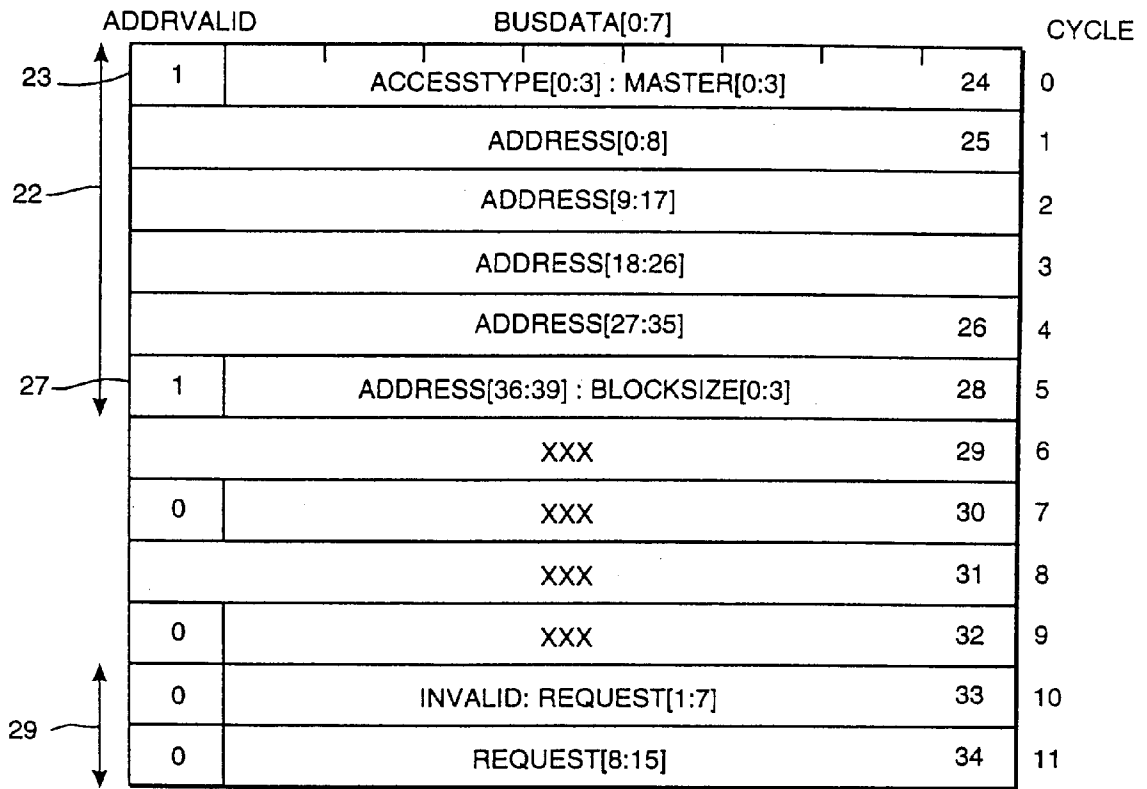 ADDRVALID BUSDATA[0:7] CYCLE
23 1 ACCESSTYPE[0:3] : MASTER[0:3] 24 0
ADDRESS[0:8] 25 1
22 ADDRESS[9:17] 2
ADDRESS[18:26] 3
ADDRESS[27:35] 26 4
27 1 ADDRESS[36:39] : BLOCKSIZE[0:3] 28 5
XXX 29 6
0 XXX 30 7
XXX 31 8
0 XXX 32 9
0 INVALID: REQUEST[1:7] 33 10
29 0 REQUEST[8:15] 34 11